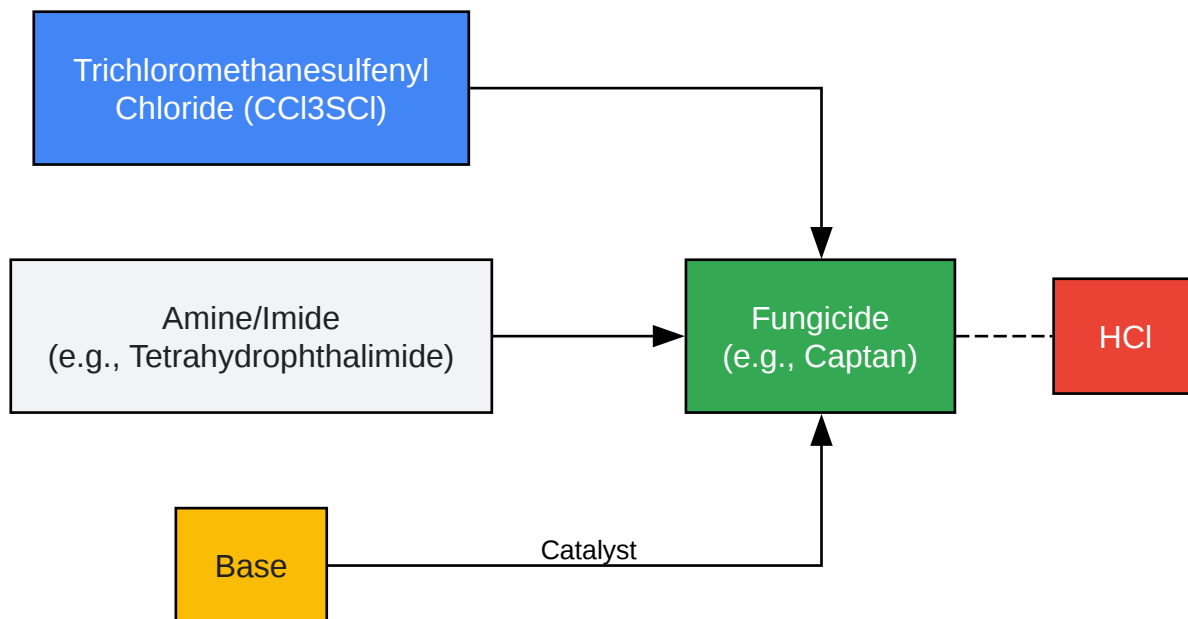 Trichloromethanesulfenyl
Chloride (CCl3SCl)
Amine/Imide
(e.g., Tetrahydrophthalimide)
Fungicide
(e.g., Captan)
HCl
Base
Catalyst